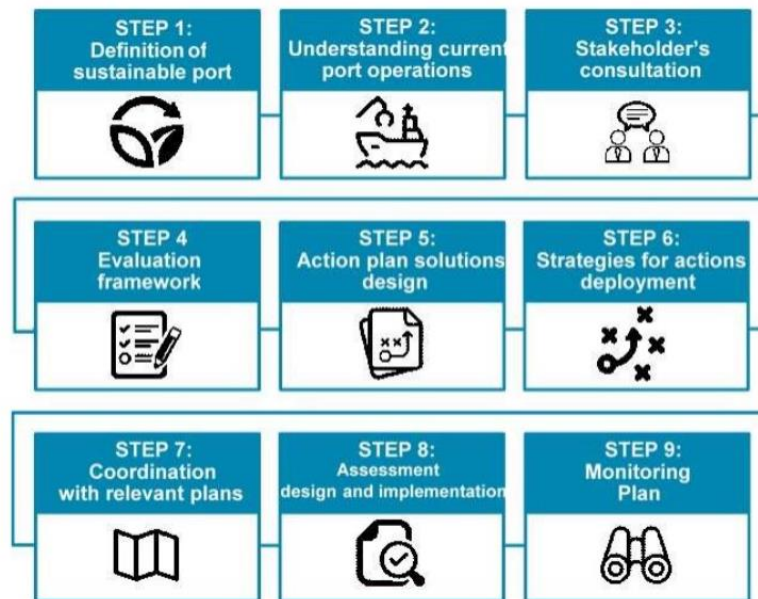 STEP 1:
Definition of
sustainable port
STEP 2:
Understanding current
port operations
STEP 3:
Stakeholder's
consultation
STEP 4
Evaluation
framework
STEP 5:
Action plan solutions
design
STEP 6:
Strategies for actions
deployment
STEP 7:
Coordination
with relevant plans
STEP 8:
Assessment
design and implementation
STEP 9:
Monitoring
Plan